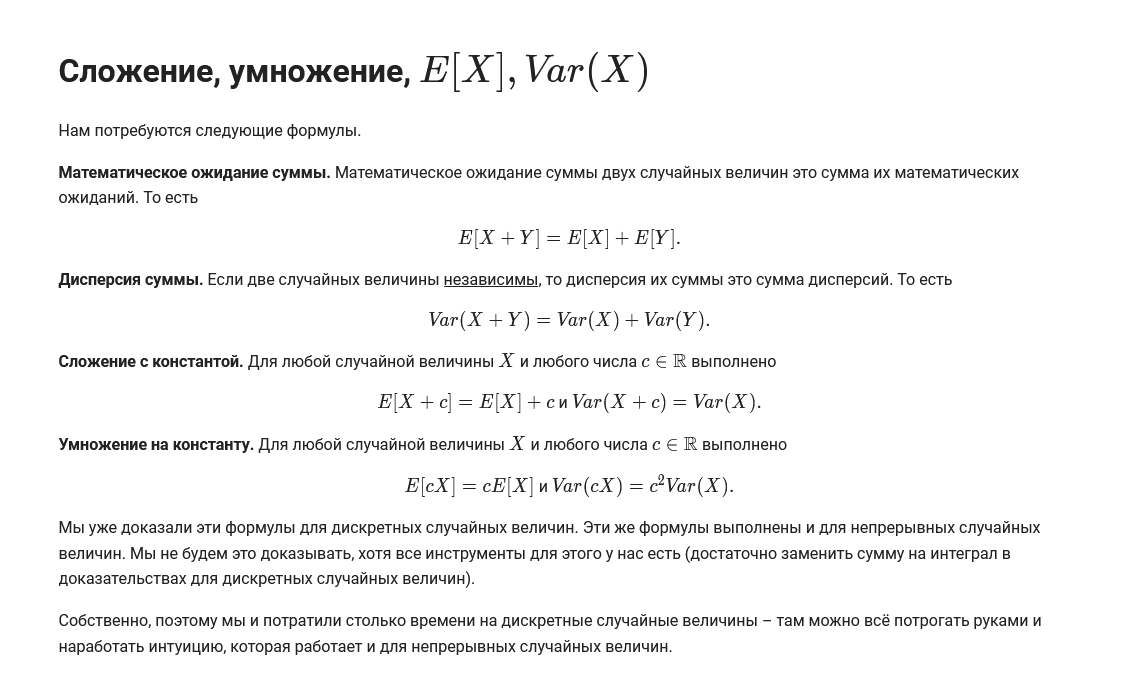 Сложение, умножение, E[X], Var(X)
Нам потребуются следующие формулы.
Математическое ожидание суммы. Математическое ожидание суммы двух случайных величин это сумма их математических
ожиданий. То есть
E[X + Y] = E[X] + E[Y].
Дисперсия суммы. Если две случайных величины независимы, то дисперсия их суммы это сумма дисперсий. То есть
Var(X + Y) = Var(X) + Var(Y).
Сложение с константой. Для любой случайной величины X и любого числа c ∈ ℝ выполнено
E[X + c] = E[X] + c и Var(X + c) = Var(X).
Умножение на константу. Для любой случайной величины X и любого числа c ∈ ℝ выполнено
E[cX] = cE[X] и Var(cX) = c²Var(X).
Мы уже доказали эти формулы для дискретных случайных величин. Эти же формулы выполнены и для непрерывных случайных
величин. Мы не будем это доказывать, хотя все инструменты для этого у нас есть (достаточно заменить сумму на интеграл в
доказательствах для дискретных случайных величин).
Собственно, поэтому мы и потратили столько времени на дискретные случайные величины – там можно всё потрогать руками и
наработать интуицию, которая работает и для непрерывных случайных величин.